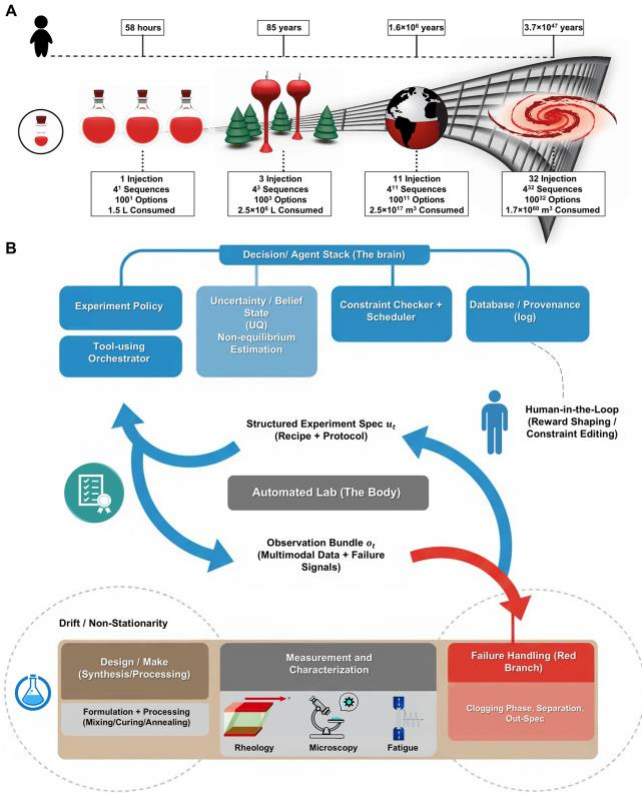 A
58 hours
85 years
1.6×10⁶ years
3.7×10⁴⁷ years
1 Injection
4¹ Sequences
100¹ Options
1.5 L Consumed
3 Injection
4³ Sequences
100³ Options
2.5×10⁶ L Consumed
11 Injection
4¹¹ Sequences
100¹¹ Options
2.5×10¹⁷ m³ Consumed
32 Injection
4³² Sequences
100³² Options
1.7×10⁶⁰ m³ Consumed
B
Decision/ Agent Stack (The brain)
Experiment Policy
Tool-using
Orchestrator
Uncertainty / Belief
State
(UQ)
Non-equilibrium
Estimation
Constraint Checker +
Scheduler
Database / Provenance
(log)
Human-in-the-Loop
(Reward Shaping /
Constraint Editing)
Structured Experiment Spec uₜ
(Recipe + Protocol)
Automated Lab (The Body)
Observation Bundle oₜ
(Multimodal Data + Failure
Signals)
Drift / Non-Stationarity
Design / Make
(Synthesis/Processing)
Formulation + Processing
(Mixing/Curing/Annealing)
Measurement and
Characterization
Rheology
Microscopy
Fatigue
Failure Handling (Red
Branch)
Clogging Phase, Separation,
Out-Spec